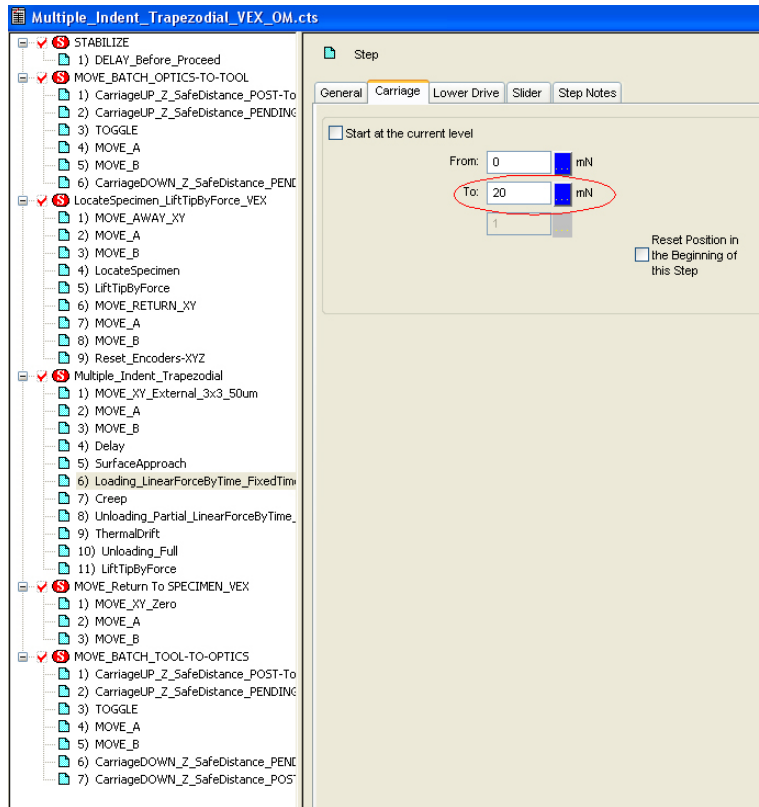 Multiple_Indent_Trapezodial_VEX_OM.cts
S STABILIZE
1) DELAY_Before_Proceed
S MOVE_BATCH_OPTICS-TO-TOOL
1) CarriageUP_Z_SafeDistance_POST-To
2) CarriageUP_Z_SafeDistance_PENDING
3) TOGGLE
4) MOVE_A
5) MOVE_B
6) CarriageDOWN_Z_SafeDistance_PEND
S LocateSpecimen_LiftTipByForce_VEX
1) MOVE_AWAY_XY
2) MOVE_A
3) MOVE_B
4) LocateSpecimen
5) LiftTipByForce
6) MOVE_RETURN_XY
7) MOVE_A
8) MOVE_B
9) Reset_Encoders-XYZ
S Multiple_Indent_Trapezodial
1) MOVE_XY_External_3x3_50um
2) MOVE_A
3) MOVE_B
4) Delay
5) SurfaceApproach
6) Loading_LinearForceByTime_FixedTim
7) Creep
8) Unloading_Partial_LinearForceByTime_
9) ThermalDrift
10) Unloading_Full
11) LiftTipByForce
S MOVE_Return To SPECIMEN_VEX
1) MOVE_XY_Zero
2) MOVE_A
3) MOVE_B
S MOVE_BATCH_TOOL-TO-OPTICS
1) CarriageUP_Z_SafeDistance_POST-To
2) CarriageUP_Z_SafeDistance_PENDING
3) TOGGLE
4) MOVE_A
5) MOVE_B
6) CarriageDOWN_Z_SafeDistance_PEND
7) CarriageDOWN_Z_SafeDistance_POS
Step
General Carriage Lower Drive Slider Step Notes
Start at the current level
From: 0 ... mN
To: 20 ... mN
1 ...
Reset Position in
the Beginning of
this Step